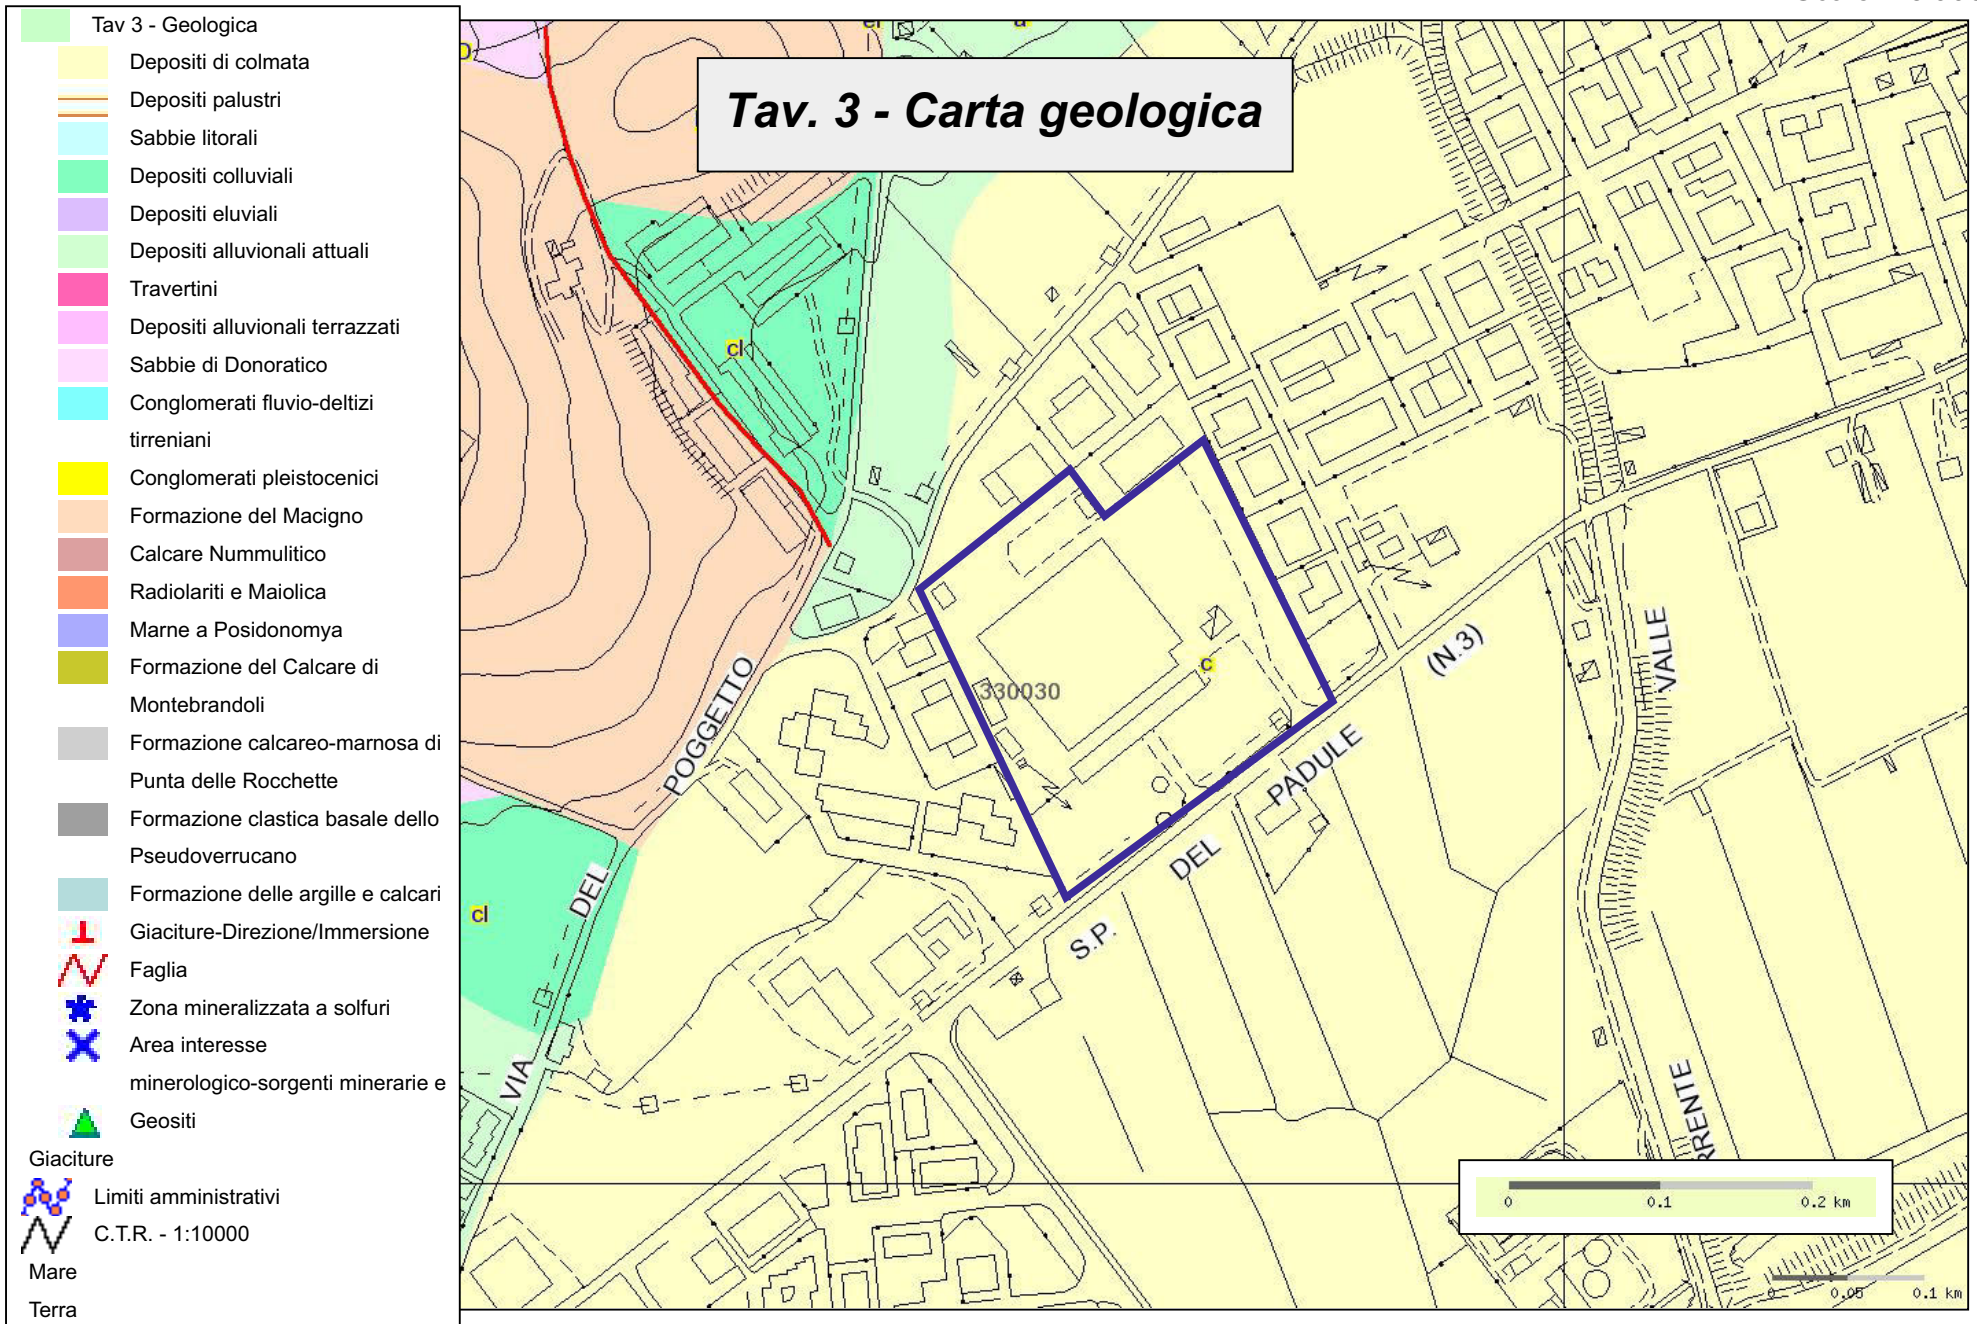 Tav 3 - Geologica
Depositi di colmata
Depositi palustri
Sabbie litorali
Depositi colluviali
Depositi eluviali
Depositi alluvionali attuali
Travertini
Depositi alluvionali terrazzati
Sabbie di Donoratico
Conglomerati fluvio-deltizi
tirreniani
Conglomerati pleistocenici
Formazione del Macigno
Calcare Nummulitico
Radiolariti e Maiolica
Marne a Posidonomya
Formazione del Calcare di
Montebrandoli
Formazione calcareo-marnosa di
Punta delle Rocchette
Formazione clastica basale dello
Pseudoverrucano
Formazione delle argille e calcari
Giaciture-Direzione/Immersione
Faglia
Zona mineralizzata a solfuri
Area interesse
minerologico-sorgenti minerarie e
Geositi
Giaciture
Limiti amministrativi
C.T.R. - 1:10000
Mare
Terra
Tav. 3 - Carta geologica
cl
c
330030
cl
VIA
DEL
POGGETTO
S.P.
DEL
PADULE
(N.3)
VALLE
RRENTE
0 0.1 0.2 km
0 0.05 0.1 km